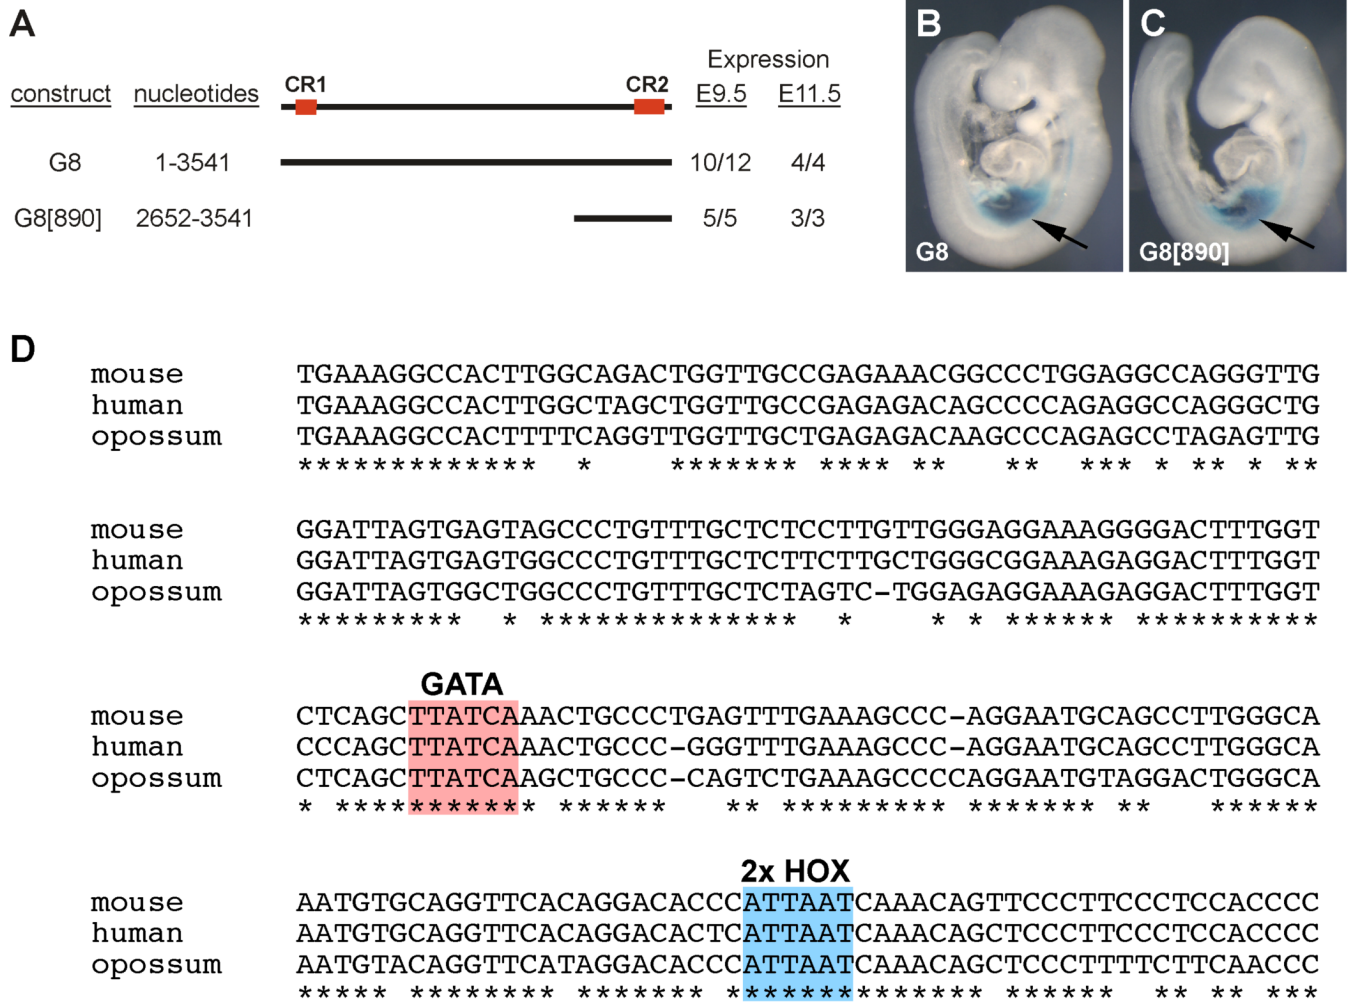 A
Expression
construct nucleotides CR1 CR2 E9.5 E11.5
G8 1-3541 10/12 4/4
G8[890] 2652-3541 5/5 3/3
B
G8
C
G8[890]
D
mouse TGAAAGGCCACTTGGCAGACTGGTTGCCGAGAAACGGCCCTGGAGGCCAGGGTTG
human TGAAAGGCCACTTGGCTAGCTGGTTGCCGAGAGACAGCCCCAGAGGCCAGGGCTG
opossum TGAAAGGCCACTTTTCAGGTTGGTTGCTGAGAGACAAGCCCAGAGCCTAGAGTTG
************* * ******* **** ** ** *** * ** * **
mouse GGATTAGTGAGTAGCCCTGTTTGCTCTCCTTGTTGGGAGGAAAGGGGACTTTGGT
human GGATTAGTGAGTGGCCCTGTTTGCTCTTCTTGCTGGGCGGAAAGAGGACTTTGGT
opossum GGATTAGTGGCTGGCCCTGTTTGCTCTAGTC-TGGAGAGGAAAGAGGACTTTGGT
********* * ************** * * * ****** **********
GATA
mouse CTCAGCTTATCAAACTGCCCTGAGTTTGAAAGCCC-AGGAATGCAGCCTTGGGCA
human CCCAGCTTATCAAACTGCCC-GGGTTTGAAAGCCC-AGGAATGCAGCCTTGGGCA
opossum CTCAGCTTATCAAGCTGCCC-CAGTCTGAAAGCCCCAGGAATGTAGGACTGGGCA
* *********** ****** ** ********* ******* ** ******
2x HOX
mouse AATGTGCAGGTTCACAGGACACCCATTAATCAAACAGTTCCCTTCCCTCCACCCC
human AATGTGCAGGTTCACAGGACACTCATTAATCAAACAGCTCCCTTCCCTCCACCCC
opossum AATGTACAGGTTCATAGGACACCCATTAATCAAACAGCTCCCTTTTCTTCAACCC
***** ******** ******* ************** ****** ** ** ***